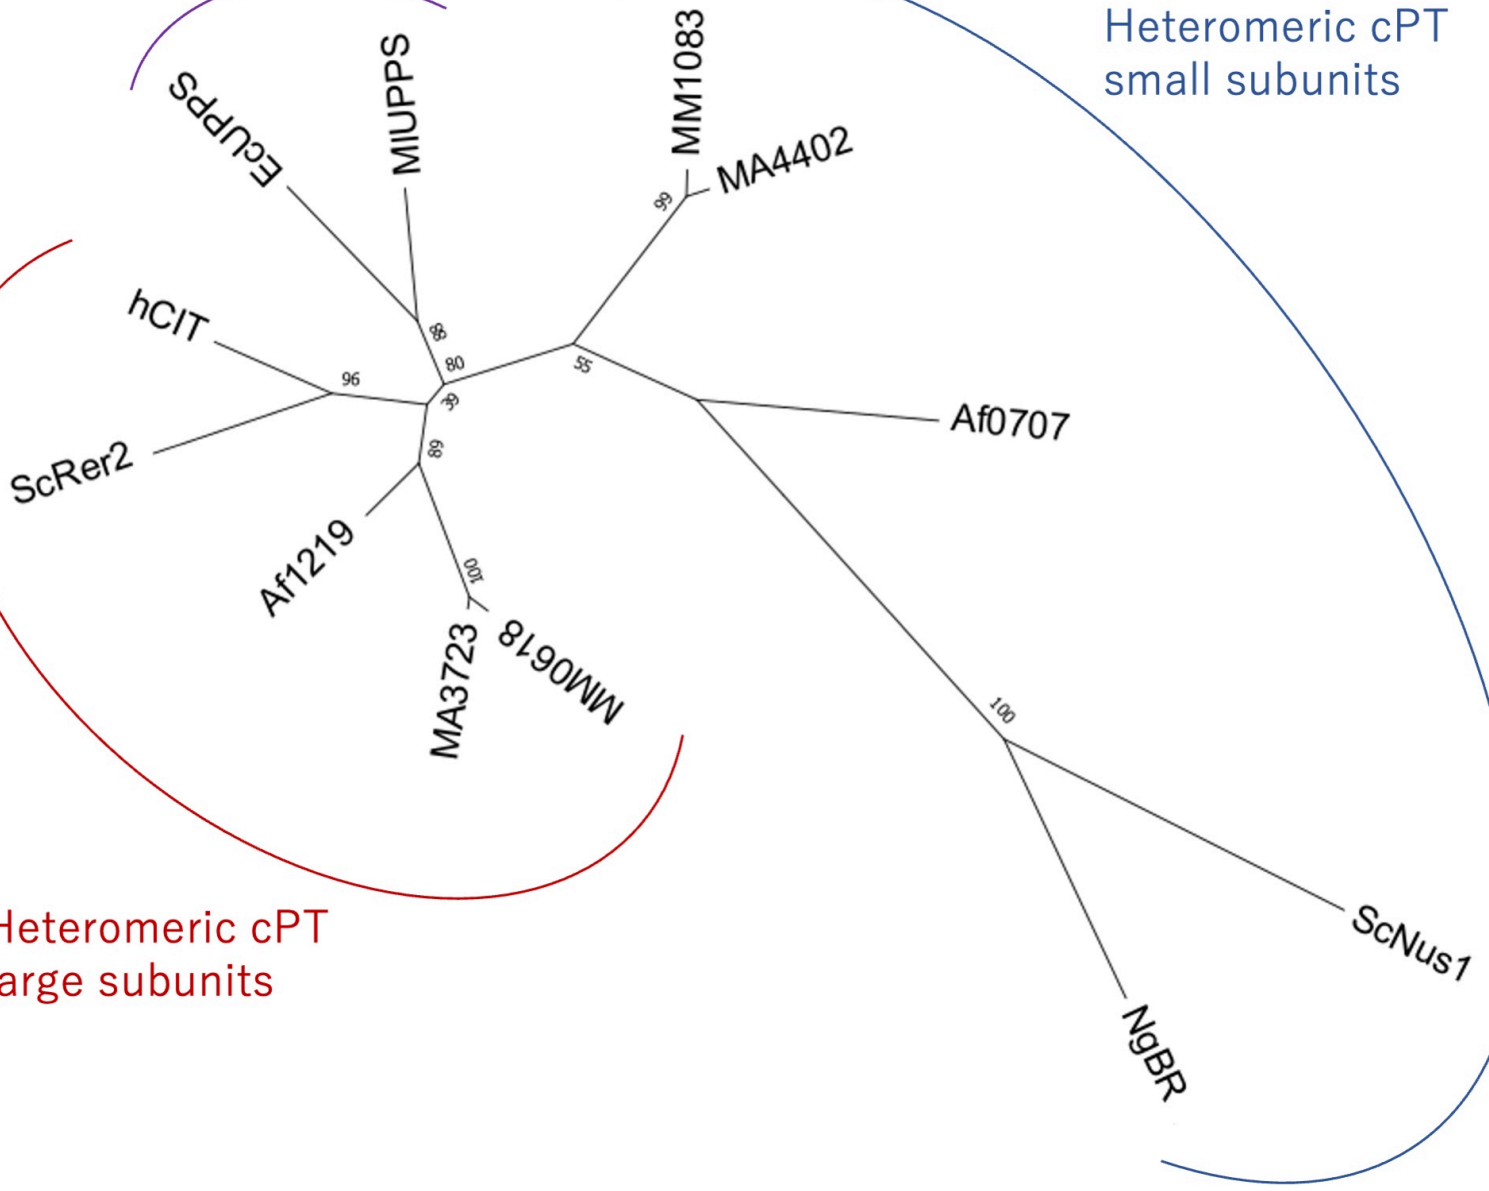 Heteromeric cPT
small subunits
MM1083
MA4402
99
EcUPPS
MlUPPS
88
80
55
hCIT
96
39
ScRer2
89
Af0707
Af1219
100
MA3723
MM0618
100
ScNus1
NgBR
Heteromeric cPT
arge subunits